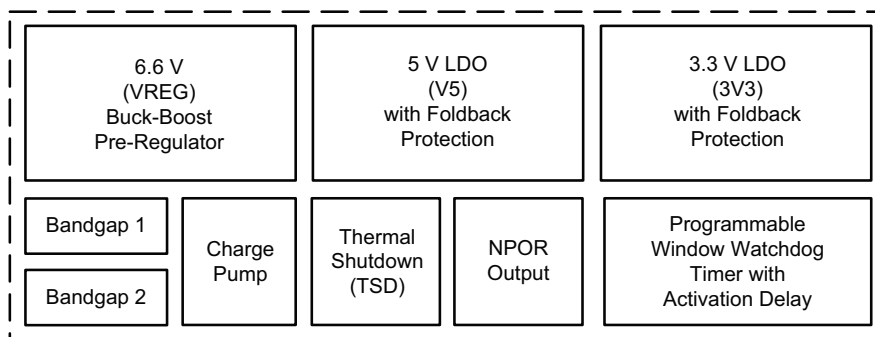 6.6 V
(VREG)
Buck-Boost
Pre-Regulator
5 V LDO
(V5)
with Foldback
Protection
3.3 V LDO
(3V3)
with Foldback
Protection
Bandgap 1
Bandgap 2
Charge
Pump
Thermal
Shutdown
(TSD)
NPOR
Output
Programmable
Window Watchdog
Timer with
Activation Delay